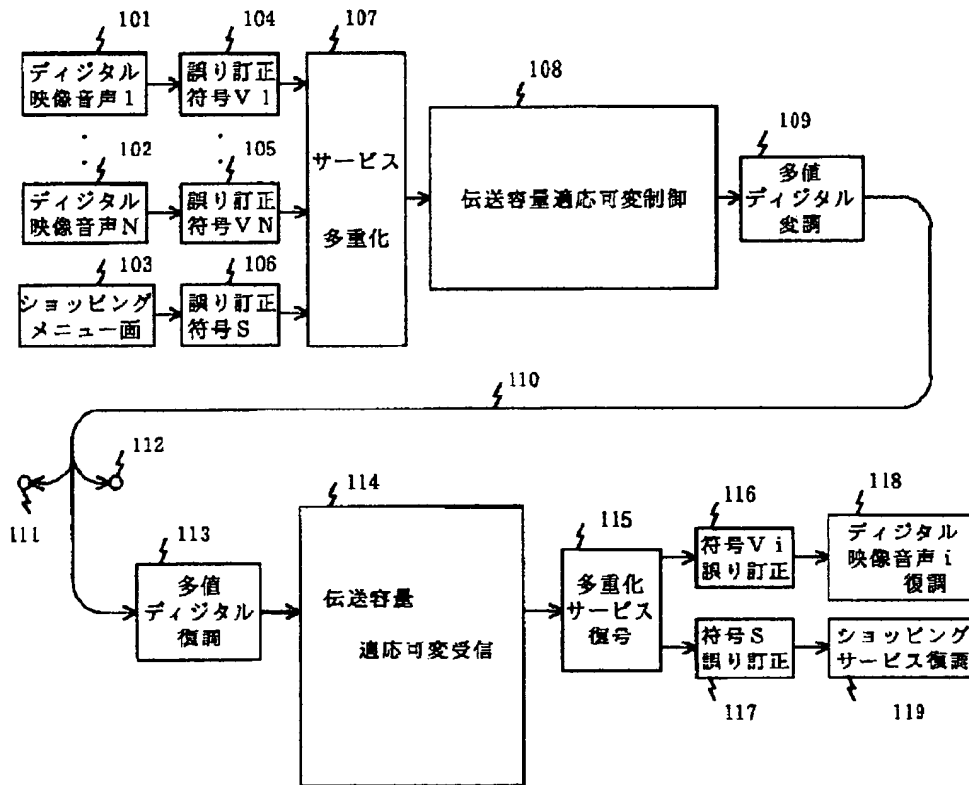 101
ディジタル
映像音声1
104
誤り訂正
符号V1
107
サービス
多重化
108
伝送容量適応可変制御
109
多値
ディジタル
変調
102
ディジタル
映像音声N
105
誤り訂正
符号VN
103
ショッピング
メニュー画
106
誤り訂正
符号S
110
111
112
113
多値
ディジタル
復調
114
伝送容量
適応可変受信
115
多重化
サービス
復号
116
符号Vi
誤り訂正
118
ディジタル
映像音声i
復調
符号S
誤り訂正
117
ショッピング
サービス復調
119